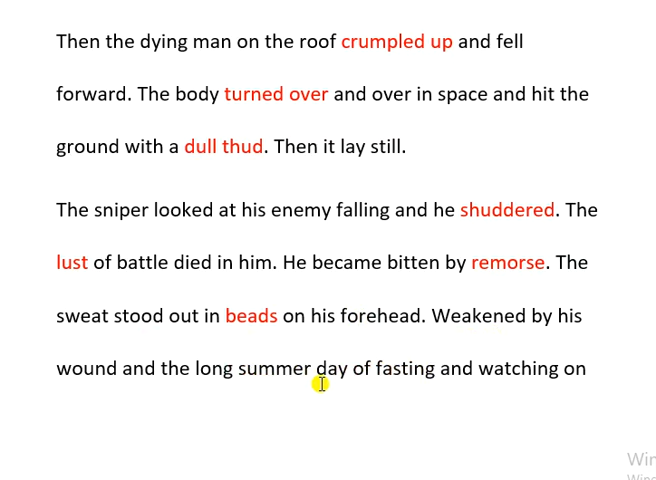 Then the dying man on the roof crumpled up and fell
forward. The body turned over and over in space and hit the
ground with a dull thud. Then it lay still.
The sniper looked at his enemy falling and he shuddered. The
lust of battle died in him. He became bitten by remorse. The
sweat stood out in beads on his forehead. Weakened by his
wound and the long summer day of fasting and watching on